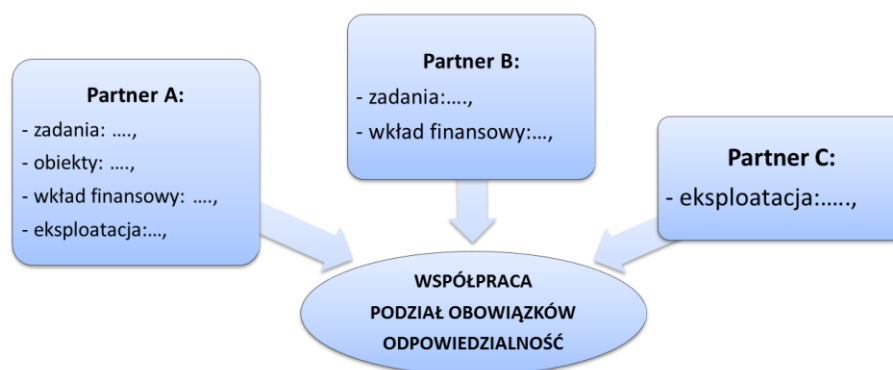 Partner A:
- zadania: ….,
- obiekty: ….,
- wkład finansowy: ….,
- eksploatacja:…,
Partner B:
- zadania:….,
- wkład finansowy:…,
Partner C:
- eksploatacja:…..,
WSPÓŁPRACA
PODZIAŁ OBOWIĄZKÓW
ODPOWIEDZIALNOŚĆ